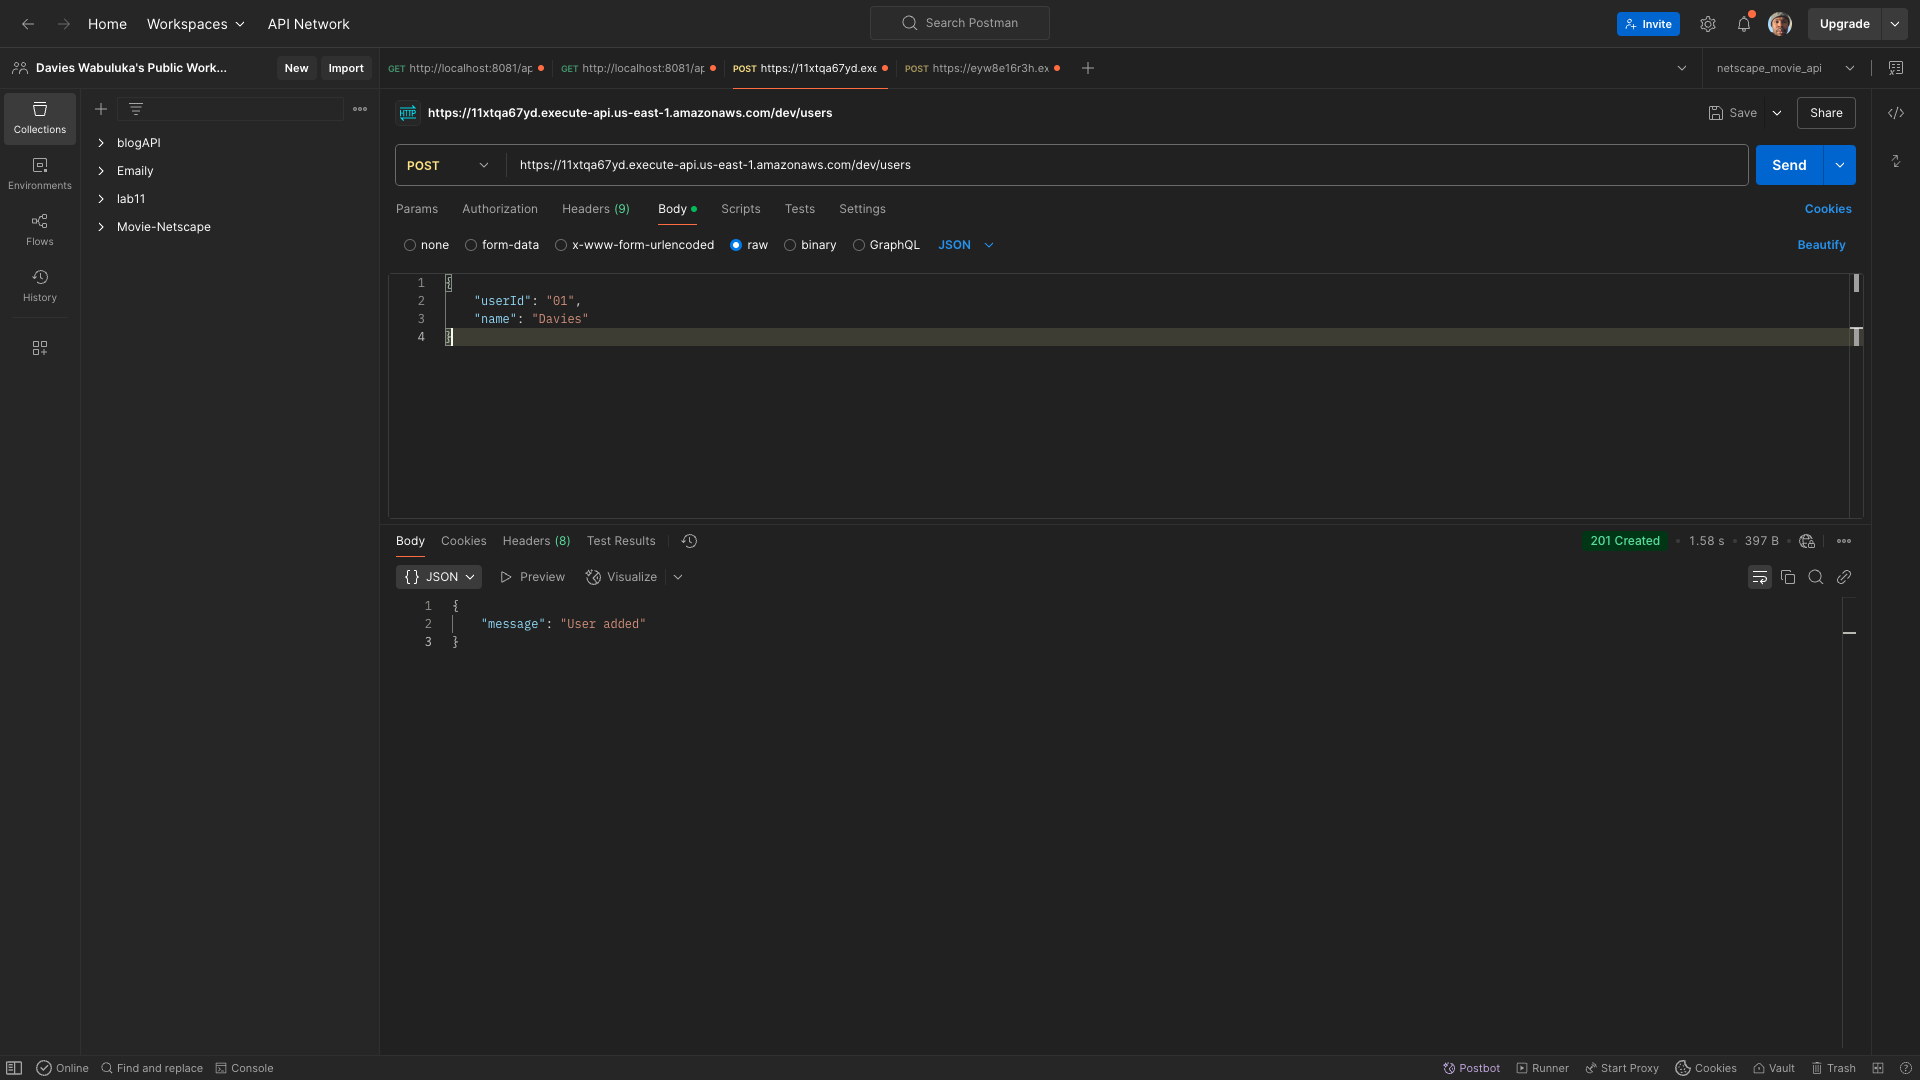 Home Workspaces API Network Search Postman Invite Upgrade
Davies Wabuluka's Public Work... New Import GET http://localhost:8081/ap GET http://localhost:8081/ap POST https://11xtqa67yd.exe POST https://eyw8e16r3h.ex netscape_movie_api
Collections
Environments
Flows
History
blogAPI
Emaily
lab11
Movie-Netscape
HTTP https://11xtqa67yd.execute-api.us-east-1.amazonaws.com/dev/users Save Share
POST https://11xtqa67yd.execute-api.us-east-1.amazonaws.com/dev/users Send
Params Authorization Headers (9) Body Scripts Tests Settings Cookies
none form-data x-www-form-urlencoded raw binary GraphQL JSON Beautify
1 {
2 "userId": "01",
3 "name": "Davies"
4 }
Body Cookies Headers (8) Test Results 201 Created 1.58 s 397 B
{} JSON Preview Visualize
1 {
2 "message": "User added"
3 }
Online Find and replace Console Postbot Runner Start Proxy Cookies Vault Trash